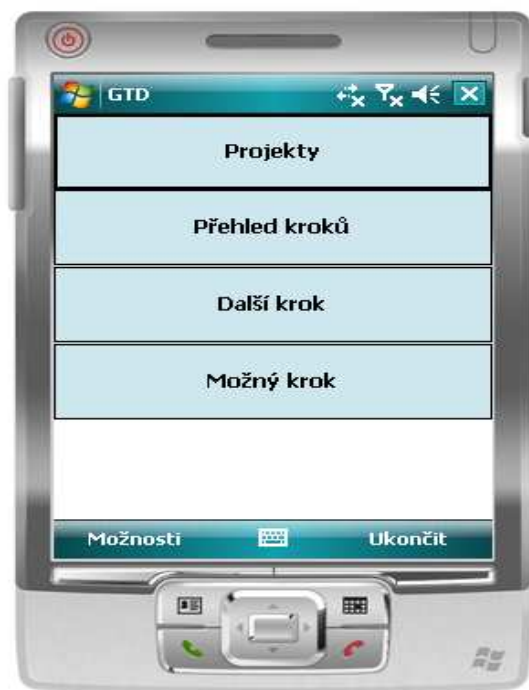 GTD
Projekty
Přehled kroků
Další krok
Možný krok
Možnosti
Ukončit